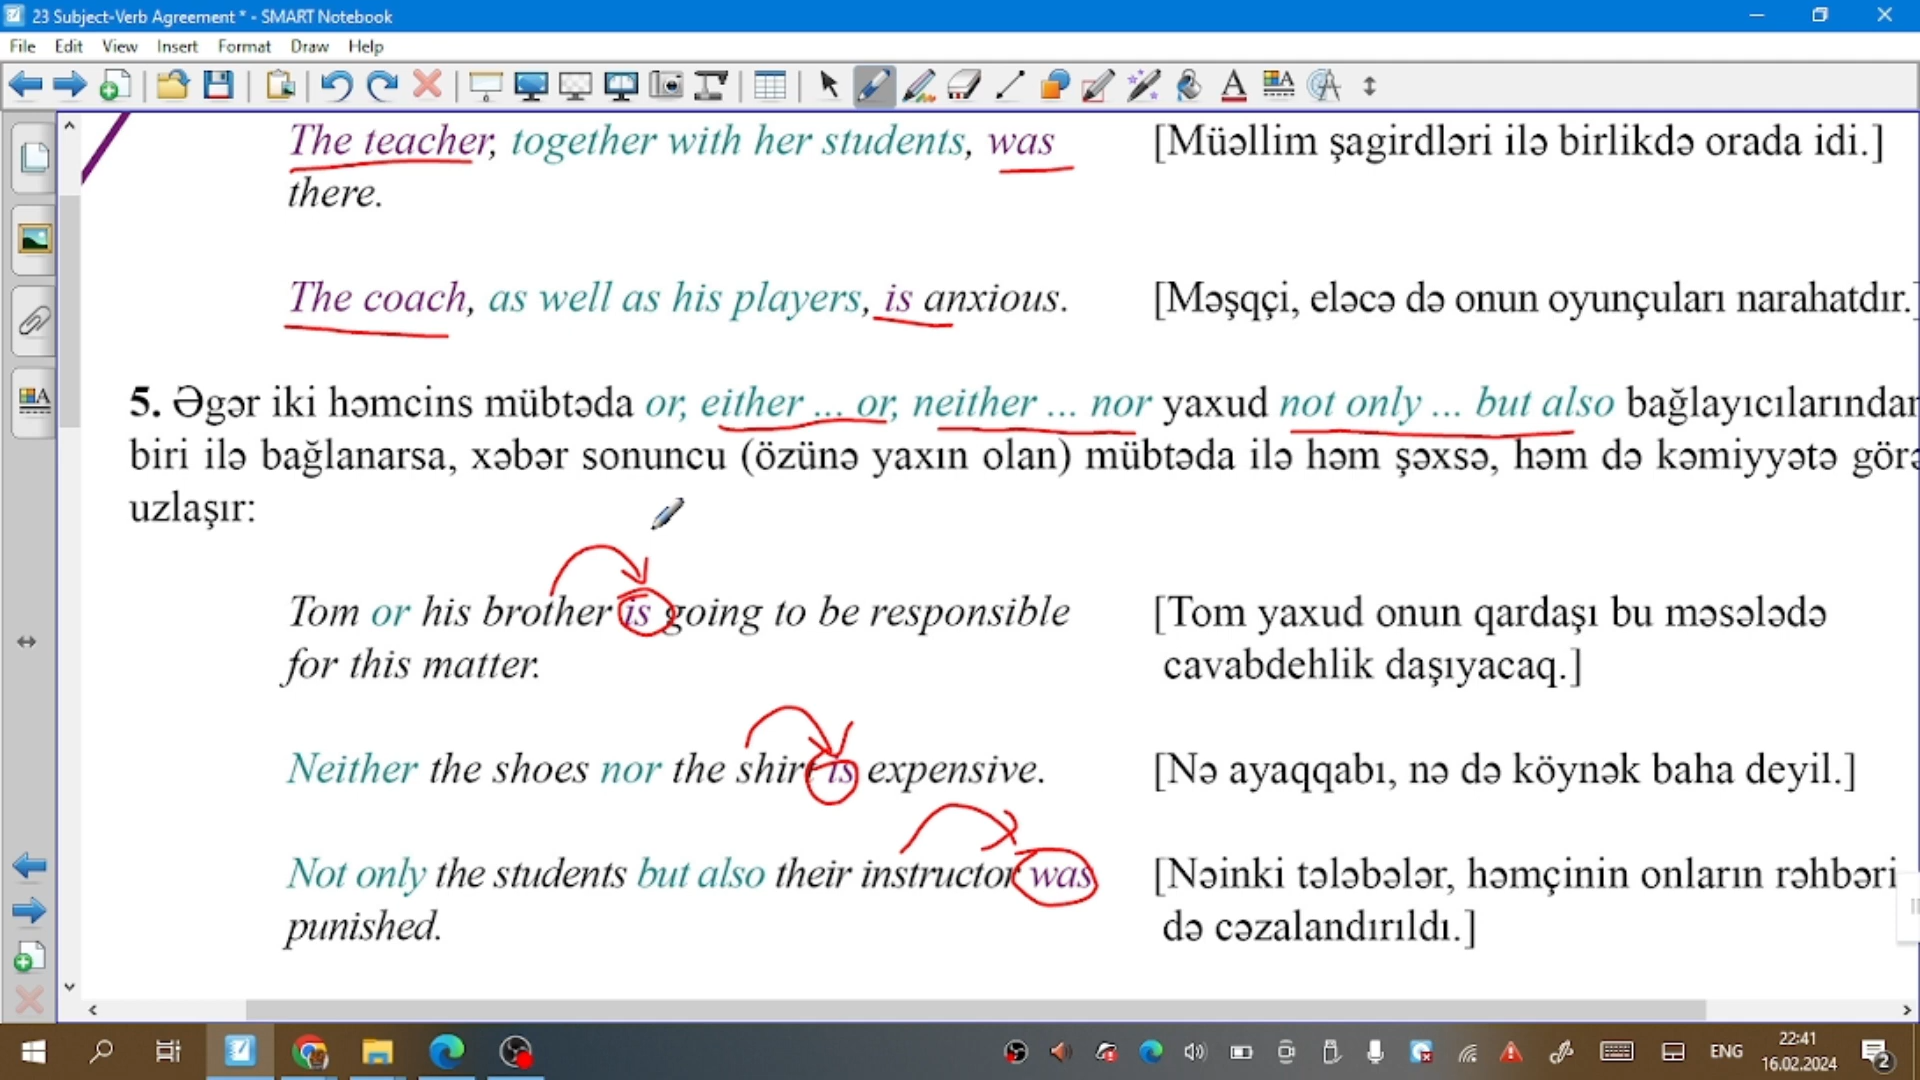 23 Subject-Verb Agreement * - SMART Notebook
File Edit View Insert Format Draw Help
The teacher, together with her students, was [Müəllim şagirdləri ilə birlikdə orada idi.]
there.
The coach, as well as his players, is anxious. [Məşqçi, eləcə də onun oyunçuları narahatdır.]
5. Əgər iki həmcins mübtəda or, either ... or, neither ... nor yaxud not only ... but also bağlayıcılarından
biri ilə bağlanarsa, xəbər sonuncu (özünə yaxın olan) mübtəda ilə həm şəxsə, həm də kəmiyyətə görə
uzlaşır:
Tom or his brother is going to be responsible [Tom yaxud onun qardaşı bu məsələdə
for this matter. cavabdehlik daşıyacaq.]
Neither the shoes nor the shirt is expensive. [Nə ayaqqabı, nə də köynək baha deyil.]
Not only the students but also their instructor was [Nəinki tələbələr, həmçinin onların rəhbəri
punished. də cəzalandırıldı.]
ENG
22:41
16.02.2024
2